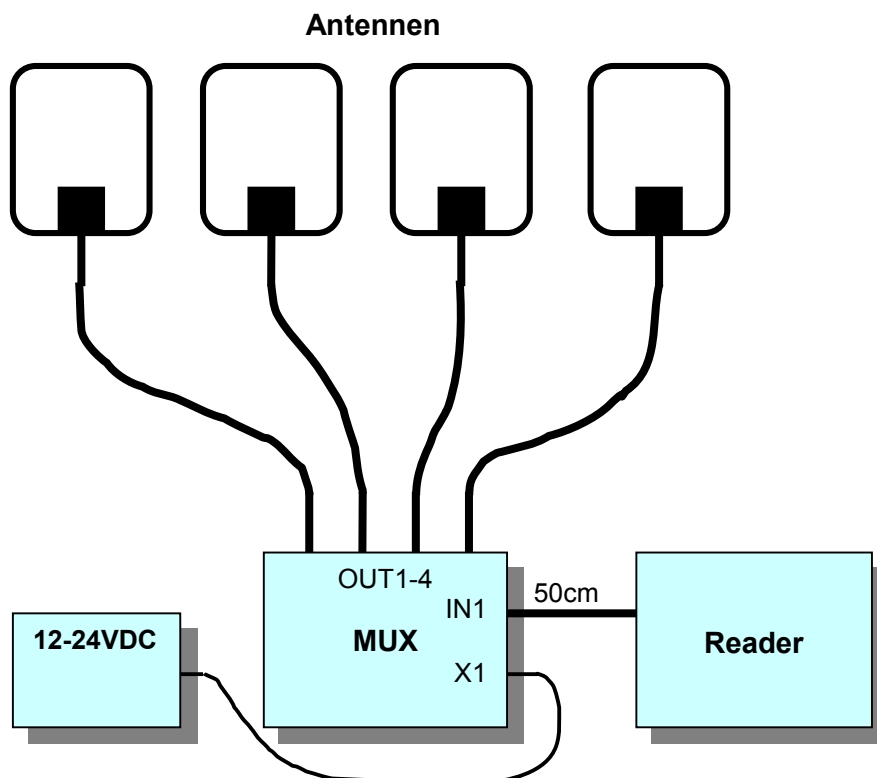 Antennen
OUT1-4
IN1
50cm
12-24VDC
MUX
Reader
X1